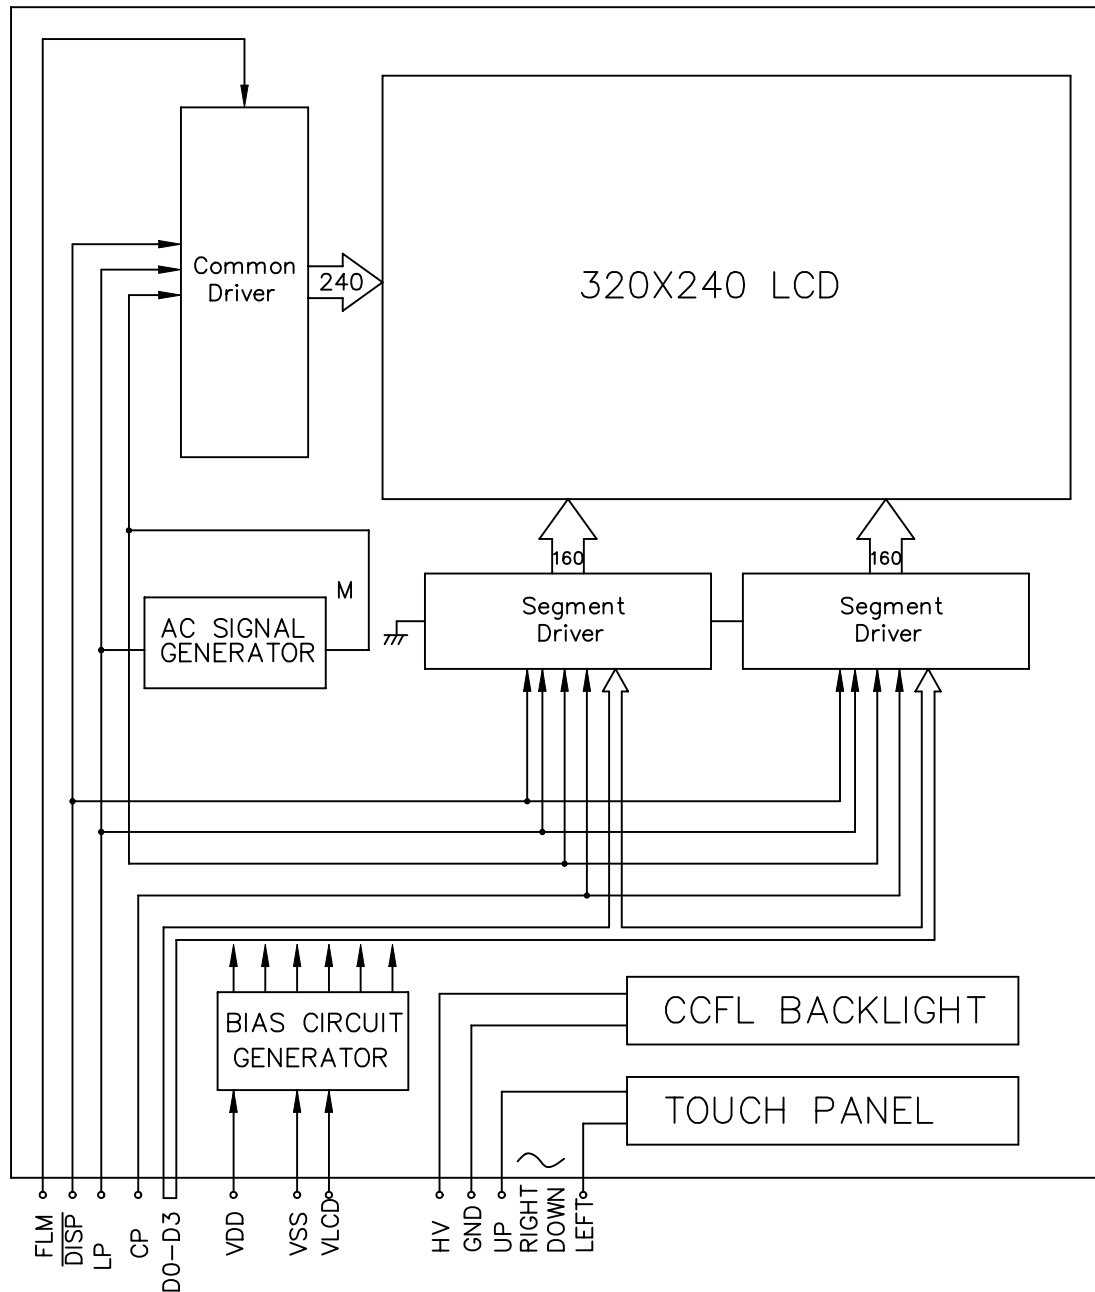 Common
Driver
240
320X240 LCD
160
160
M
AC SIGNAL
GENERATOR
Segment
Driver
Segment
Driver
BIAS CIRCUIT
GENERATOR
CCFL BACKLIGHT
TOUCH PANEL
FLM
DISP
LP
CP
D0-D3
VDD
VSS
VLCD
HV
GND
UP
RIGHT
DOWN
LEFT